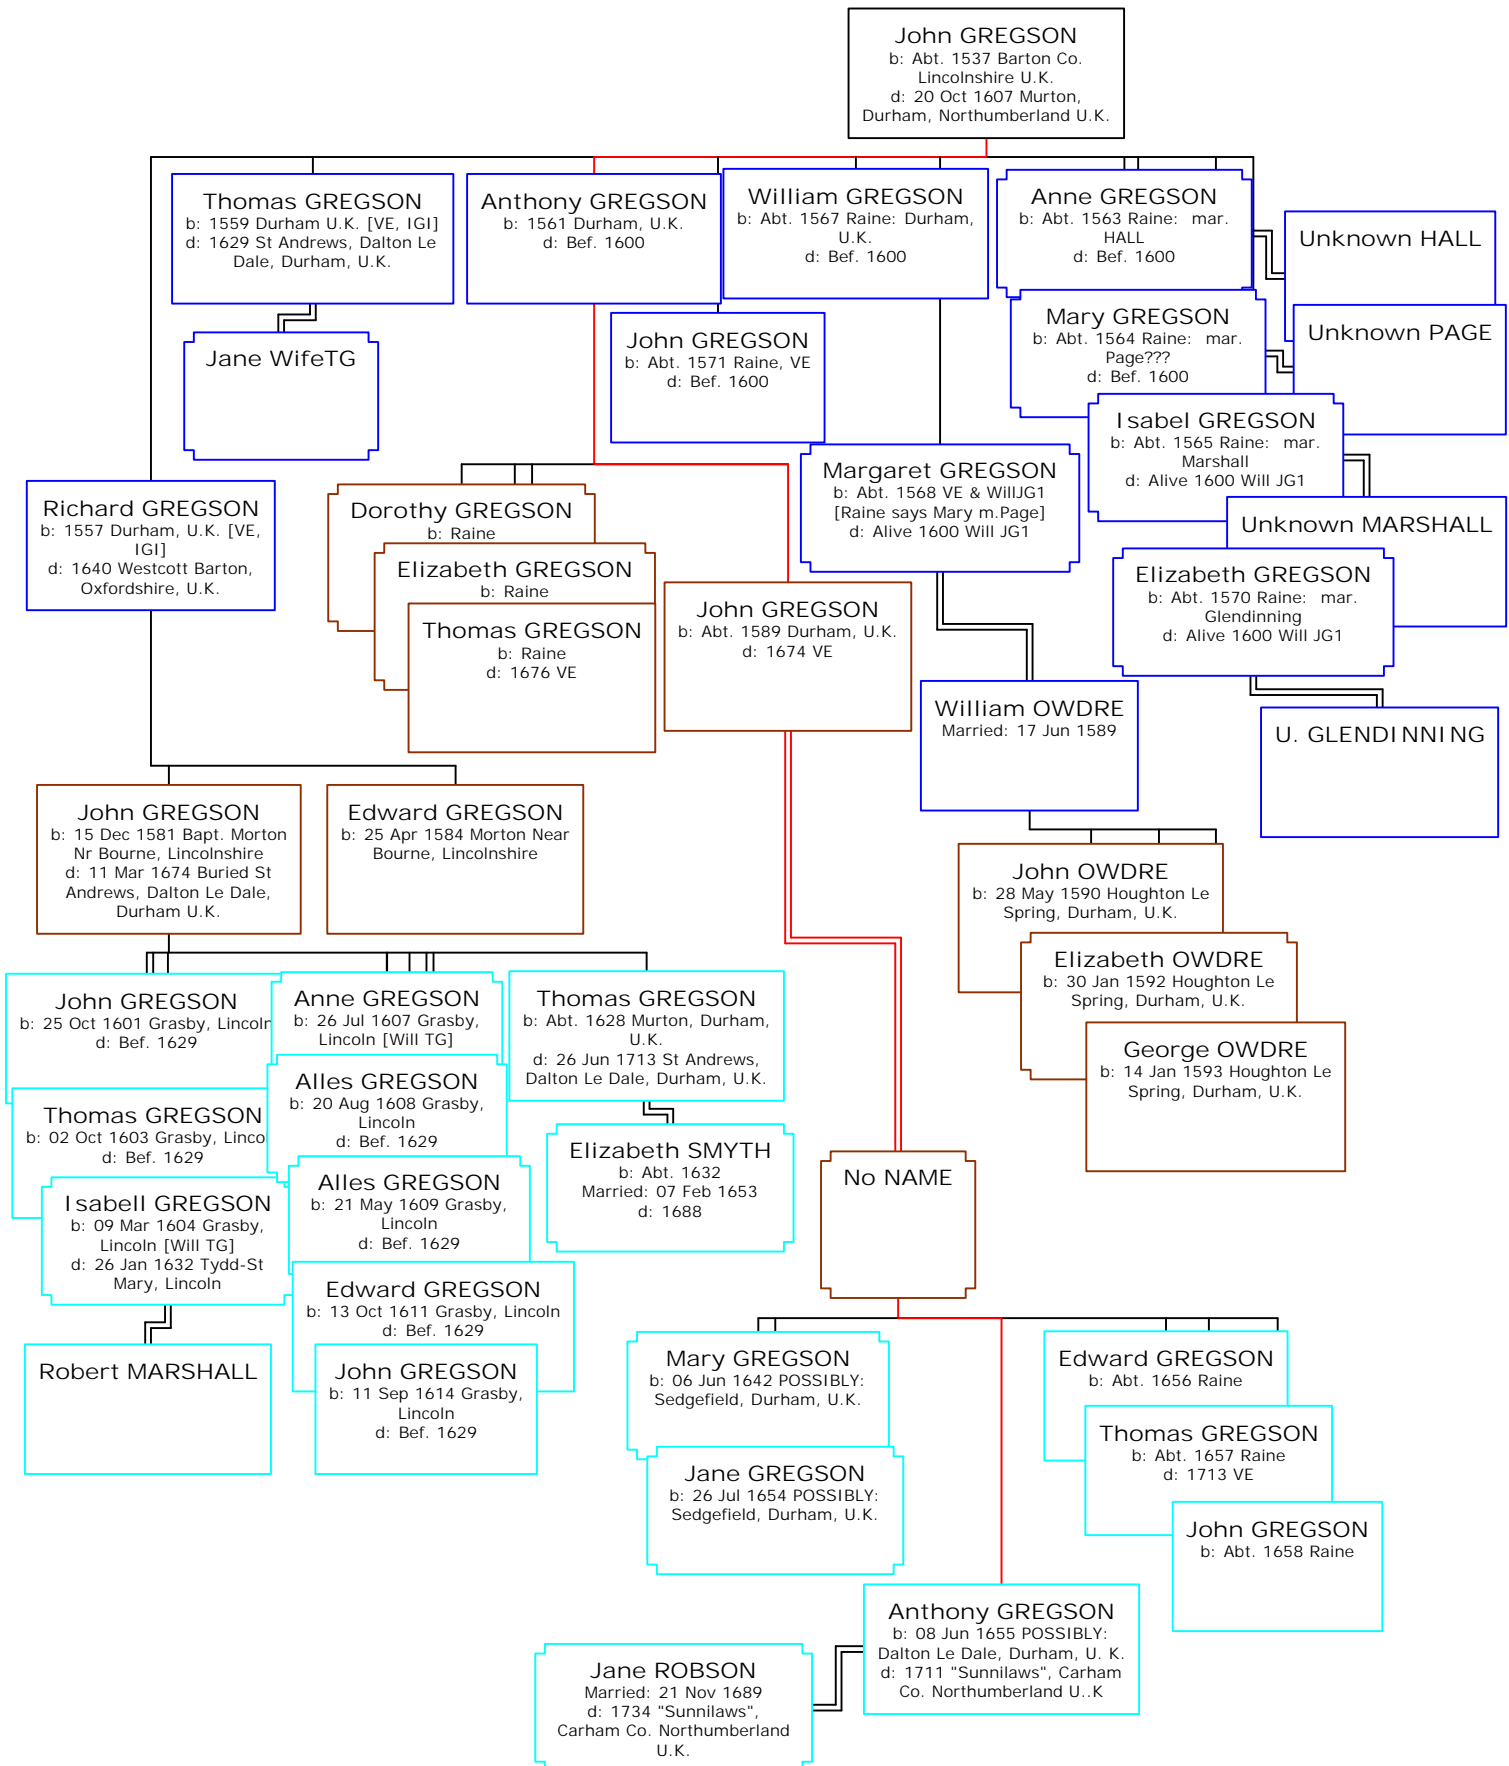 John GREGSON
b: Abt. 1537 Barton Co.
Lincolnshire U.K.
d: 20 Oct 1607 Murton,
Durham, Northumberland U.K.
Thomas GREGSON
b: 1559 Durham U.K. [VE, IGI]
d: 1629 St Andrews, Dalton Le
Dale, Durham, U.K.
Anthony GREGSON
b: 1561 Durham, U.K.
d: Bef. 1600
William GREGSON
b: Abt. 1567 Raine: Durham,
U.K.
d: Bef. 1600
Anne GREGSON
b: Abt. 1563 Raine: mar.
HALL
d: Bef. 1600
Unknown HALL
Jane WifeTG
John GREGSON
b: Abt. 1571 Raine, VE
d: Bef. 1600
Mary GREGSON
b: Abt. 1564 Raine: mar.
Page???
d: Bef. 1600
Unknown PAGE
Isabel GREGSON
b: Abt. 1565 Raine: mar.
Marshall
d: Alive 1600 Will JG1
Richard GREGSON
b: 1557 Durham, U.K. [VE,
IGI]
d: 1640 Westcott Barton,
Oxfordshire, U.K.
Dorothy GREGSON
b: Raine
Margaret GREGSON
b: Abt. 1568 VE & WillJG1
[Raine says Mary m.Page]
d: Alive 1600 Will JG1
Unknown MARSHALL
Elizabeth GREGSON
b: Raine
Elizabeth GREGSON
b: Abt. 1570 Raine: mar.
Glendinning
d: Alive 1600 Will JG1
Thomas GREGSON
b: Raine
d: 1676 VE
John GREGSON
b: Abt. 1589 Durham, U.K.
d: 1674 VE
William OWDRE
Married: 17 Jun 1589
U. GLENDINNING
John GREGSON
b: 15 Dec 1581 Bapt. Morton
Nr Bourne, Lincolnshire
d: 11 Mar 1674 Buried St
Andrews, Dalton Le Dale,
Durham U.K.
Edward GREGSON
b: 25 Apr 1584 Morton Near
Bourne, Lincolnshire
John OWDRE
b: 28 May 1590 Houghton Le
Spring, Durham, U.K.
Elizabeth OWDRE
b: 30 Jan 1592 Houghton Le
Spring, Durham, U.K.
George OWDRE
b: 14 Jan 1593 Houghton Le
Spring, Durham, U.K.
John GREGSON
b: 25 Oct 1601 Grasby, Lincoln
d: Bef. 1629
Anne GREGSON
b: 26 Jul 1607 Grasby,
Lincoln [Will TG]
Thomas GREGSON
b: Abt. 1628 Murton, Durham,
U.K.
d: 26 Jun 1713 St Andrews,
Dalton Le Dale, Durham, U.K.
Thomas GREGSON
b: 02 Oct 1603 Grasby, Linco
d: Bef. 1629
Alles GREGSON
b: 20 Aug 1608 Grasby,
Lincoln
d: Bef. 1629
Elizabeth SMYTH
b: Abt. 1632
Married: 07 Feb 1653
d: 1688
No NAME
Isabell GREGSON
b: 09 Mar 1604 Grasby,
Lincoln [Will TG]
d: 26 Jan 1632 Tydd-St
Mary, Lincoln
Alles GREGSON
b: 21 May 1609 Grasby,
Lincoln
d: Bef. 1629
Edward GREGSON
b: 13 Oct 1611 Grasby, Lincoln
d: Bef. 1629
Robert MARSHALL
John GREGSON
b: 11 Sep 1614 Grasby,
Lincoln
d: Bef. 1629
Mary GREGSON
b: 06 Jun 1642 POSSIBLY:
Sedgefield, Durham, U.K.
Edward GREGSON
b: Abt. 1656 Raine
Thomas GREGSON
b: Abt. 1657 Raine
d: 1713 VE
Jane GREGSON
b: 26 Jul 1654 POSSIBLY:
Sedgefield, Durham, U.K.
John GREGSON
b: Abt. 1658 Raine
Anthony GREGSON
b: 08 Jun 1655 POSSIBLY:
Dalton Le Dale, Durham, U. K.
d: 1711 "Sunnilaws", Carham
Co. Northumberland U..K
Jane ROBSON
Married: 21 Nov 1689
d: 1734 "Sunnilaws",
Carham Co. Northumberland
U.K.